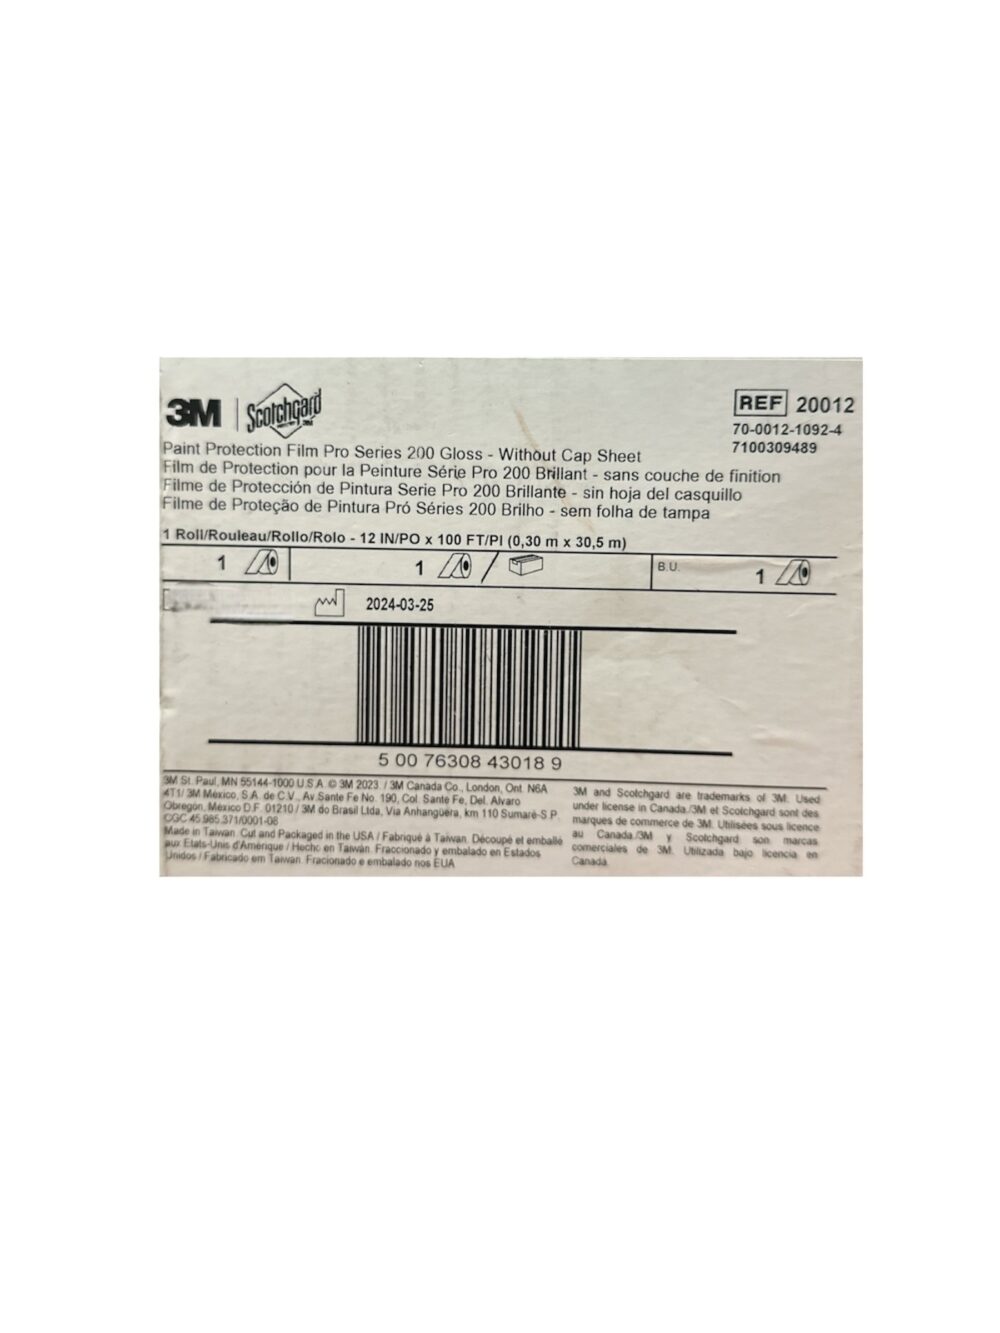 3M Scotchgard
REF 20012
70-0012-1092-4
7100309489
Paint Protection Film Pro Series 200 Gloss - Without Cap Sheet
Film de Protection pour la Peinture Série Pro 200 Brillant - sans couche de finition
Filme de Protección de Pintura Serie Pro 200 Brillante - sin hoja del casquillo
Filme de Proteção de Pintura Pró Séries 200 Brilho - sem folha de tampa
1 Roll/Rouleau/Rollo/Rolo - 12 IN/PO x 100 FT/PI (0,30 m x 30,5 m)
1 1 / B.U. 1
2024-03-25
5 00 76308 43018 9
3M St. Paul, MN 55144-1000 U.S.A. © 3M 2023. / 3M Canada Co., London, Ont. N6A
4T1/ 3M México, S.A. de C.V., Av.Sante Fe No. 190, Col. Sante Fe, Del. Alvaro
Obregon, México D.F. 01210 / 3M do Brasil Ltda, Via Anhangüera, km 110 Sumaré-S.P.
CGC 45.985.371/0001-08
Made in Taiwan. Cut and Packaged in the USA / Fabriqué à Taiwan. Découpé et emballé
aux États-Unis d'Amérique / Hecho en Taiwán. Fraccionado y embalado en Estados
Unidos / Fabricado em Taiwan. Fracionado e embalado nos EUA
3M and Scotchgard are trademarks of 3M. Used
under license in Canada./3M et Scotchgard sont des
marques de commerce de 3M. Utilisées sous licence
au Canada./3M y Scotchgard son marcas
comerciales de 3M. Utilizada bajo licencia en
Canadá.